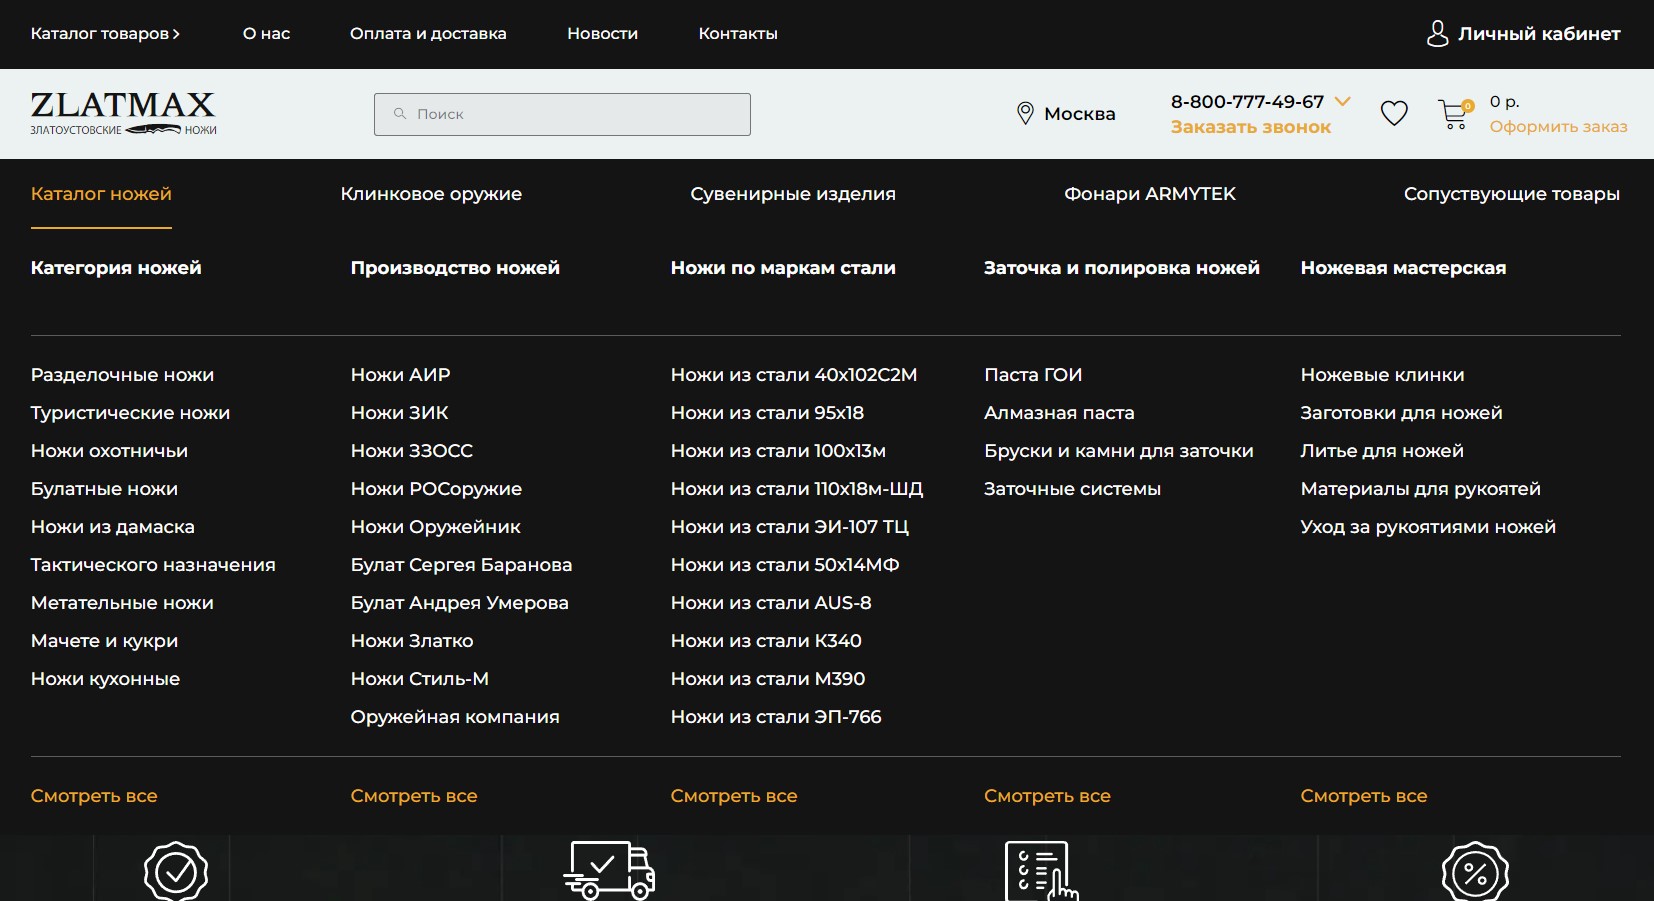 Каталог товаров
О нас
Оплата и доставка
Новости
Контакты
Личный кабинет
ZLATMAX
ЗЛАТОУСТОВСКИЕ НОЖИ
Поиск
Москва
8-800-777-49-67
Заказать звонок
0
0 р.
Оформить заказ
Каталог ножей
Клинковое оружие
Сувенирные изделия
Фонари ARMYTEK
Сопуствующие товары
Категория ножей
Производство ножей
Ножи по маркам стали
Заточка и полировка ножей
Ножевая мастерская
Разделочные ножи
Туристические ножи
Ножи охотничьи
Булатные ножи
Ножи из дамаска
Тактического назначения
Метательные ножи
Мачете и кукри
Ножи кухонные
Ножи АИР
Ножи ЗИК
Ножи ЗЗОСС
Ножи РОСоружие
Ножи Оружейник
Булат Сергея Баранова
Булат Андрея Умерова
Ножи Златко
Ножи Стиль-М
Оружейная компания
Ножи из стали 40х102С2М
Ножи из стали 95х18
Ножи из стали 100х13м
Ножи из стали 110х18м-ШД
Ножи из стали ЭИ-107 ТЦ
Ножи из стали 50х14МФ
Ножи из стали AUS-8
Ножи из стали К340
Ножи из стали М390
Ножи из стали ЭП-766
Паста ГОИ
Алмазная паста
Бруски и камни для заточки
Заточные системы
Ножевые клинки
Заготовки для ножей
Литье для ножей
Материалы для рукоятей
Уход за рукоятиями ножей
Смотреть все
Смотреть все
Смотреть все
Смотреть все
Смотреть все